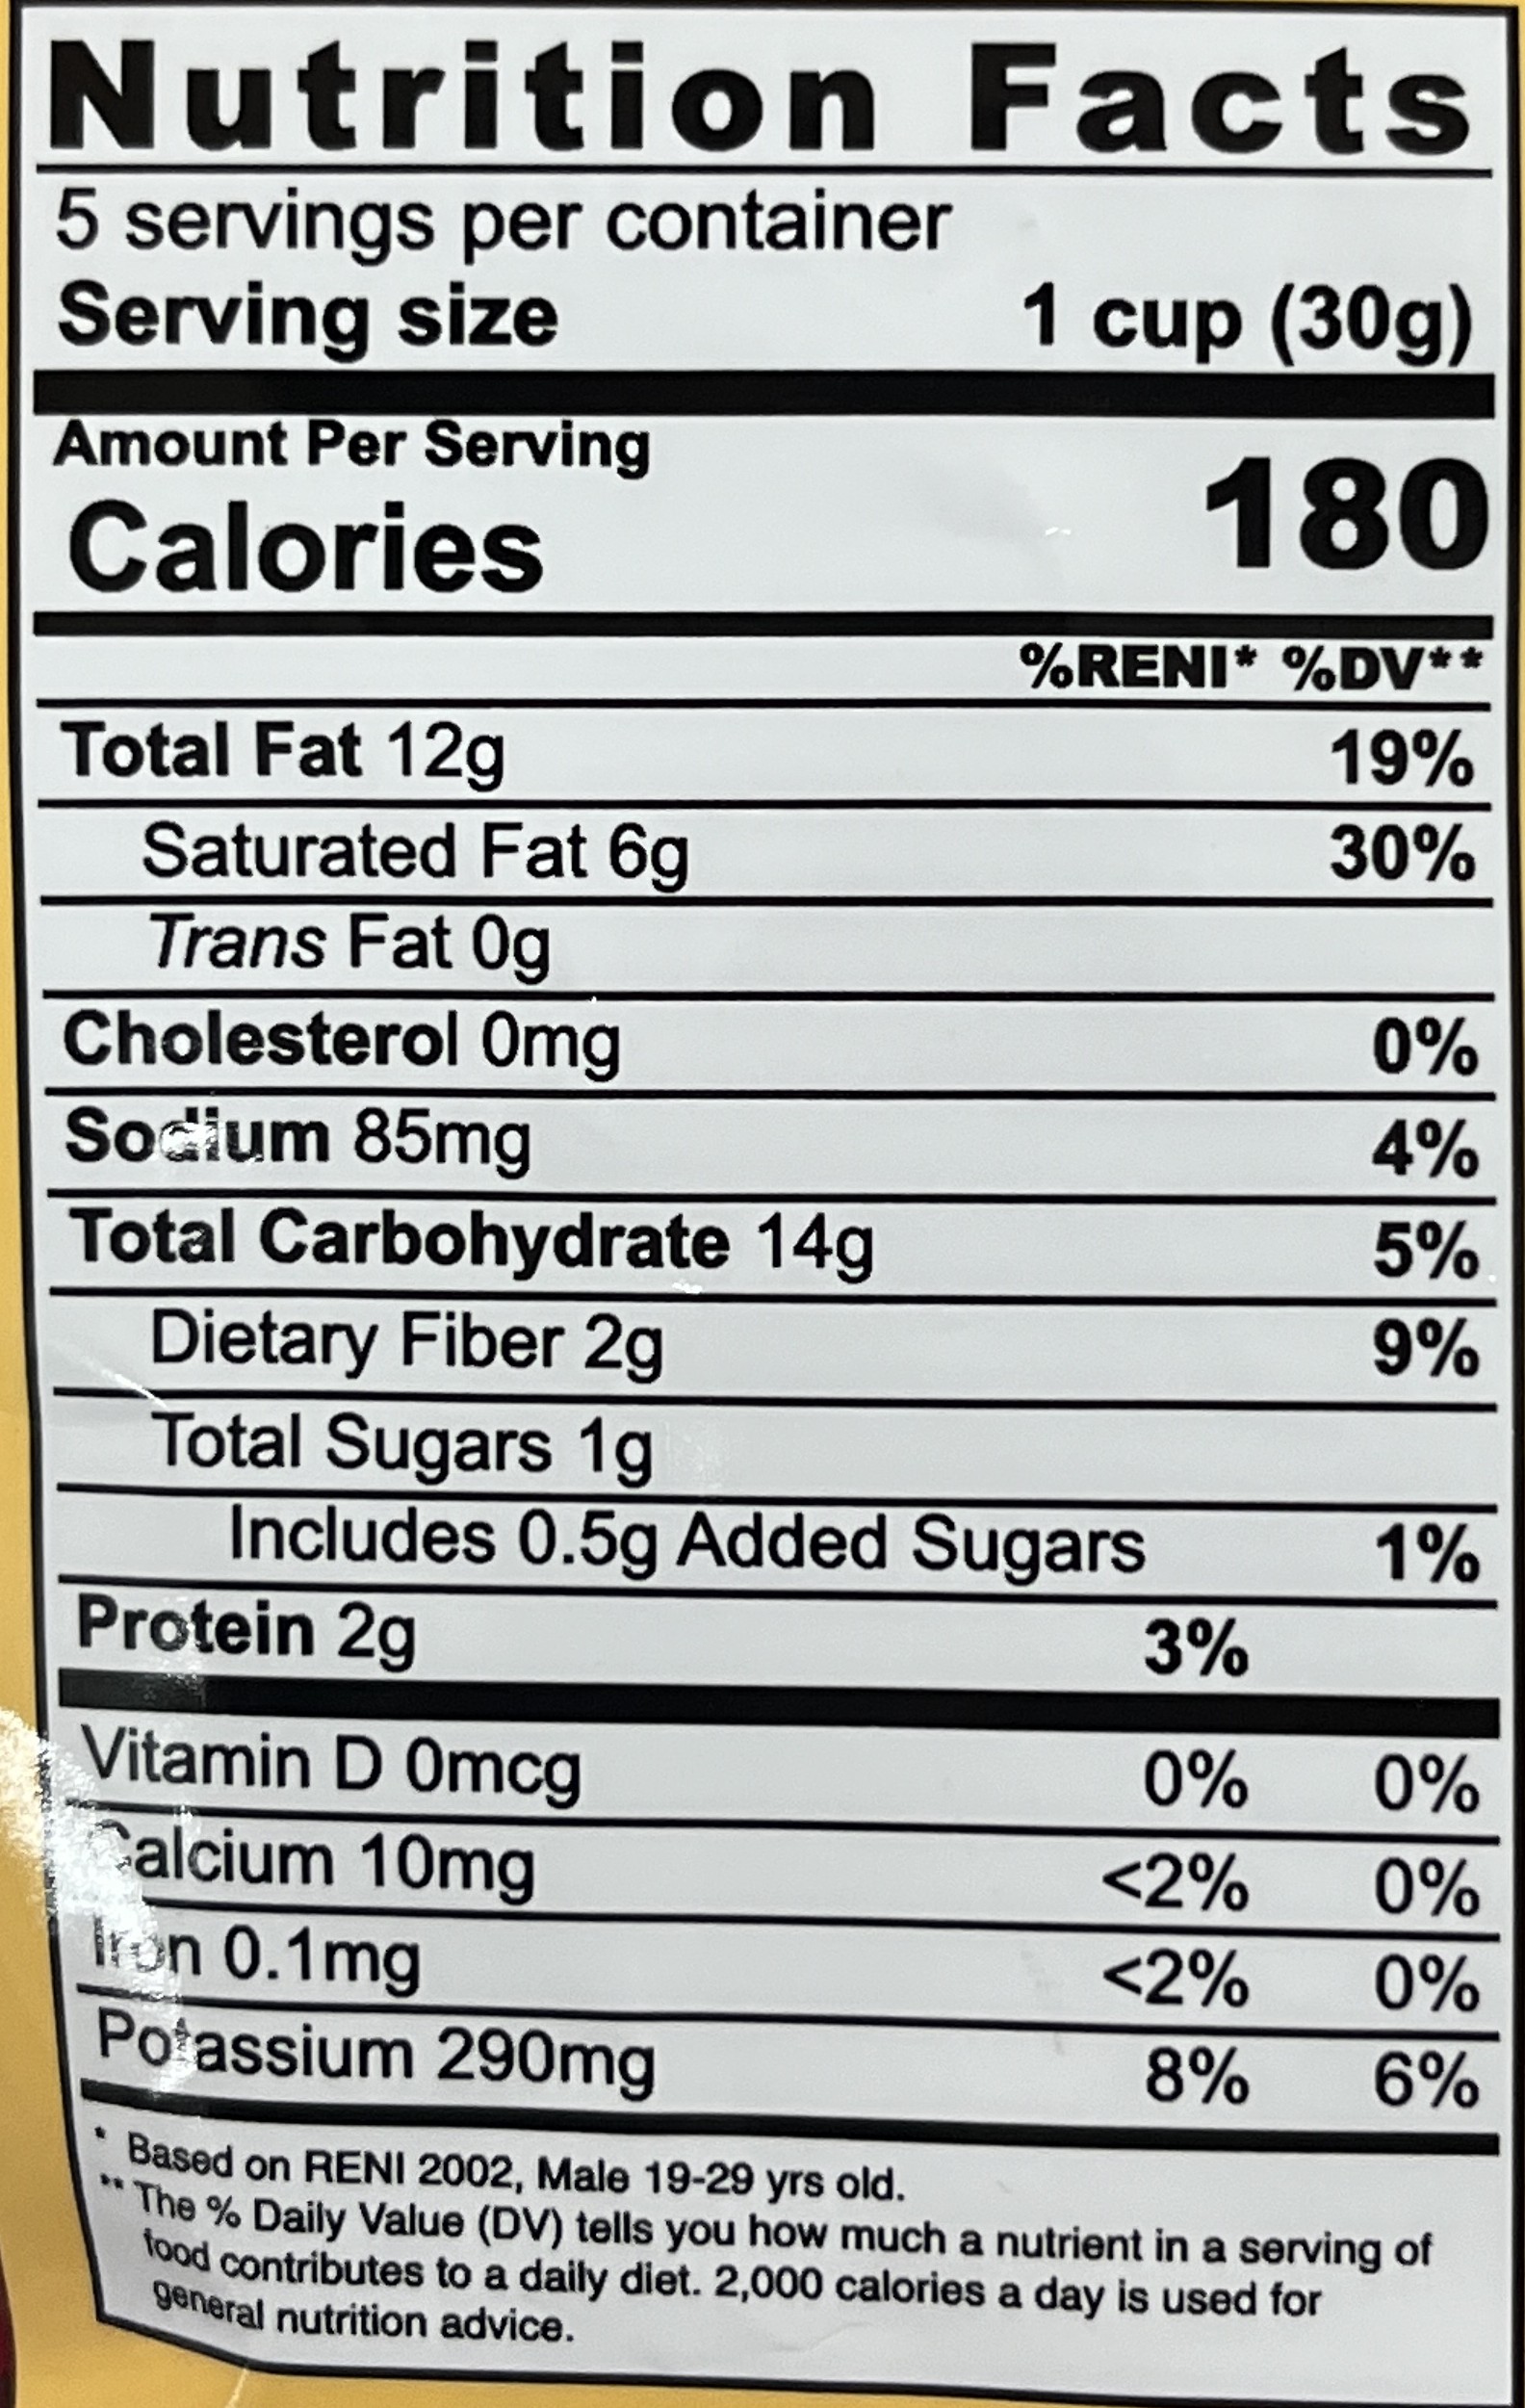 Nutrition Facts
5 servings per container
Serving size 1 cup (30g)
Amount Per Serving
Calories 180
%RENI* %DV**
Total Fat 12g 19%
Saturated Fat 6g 30%
Trans Fat 0g
Cholesterol 0mg 0%
Sodium 85mg 4%
Total Carbohydrate 14g 5%
Dietary Fiber 2g 9%
Total Sugars 1g
Includes 0.5g Added Sugars 1%
Protein 2g 3%
Vitamin D 0mcg 0% 0%
Calcium 10mg <2% 0%
Iron 0.1mg <2% 0%
Potassium 290mg 8% 6%
* Based on RENI 2002, Male 19-29 yrs old.
** The % Daily Value (DV) tells you how much a nutrient in a serving of
food contributes to a daily diet. 2,000 calories a day is used for
general nutrition advice.